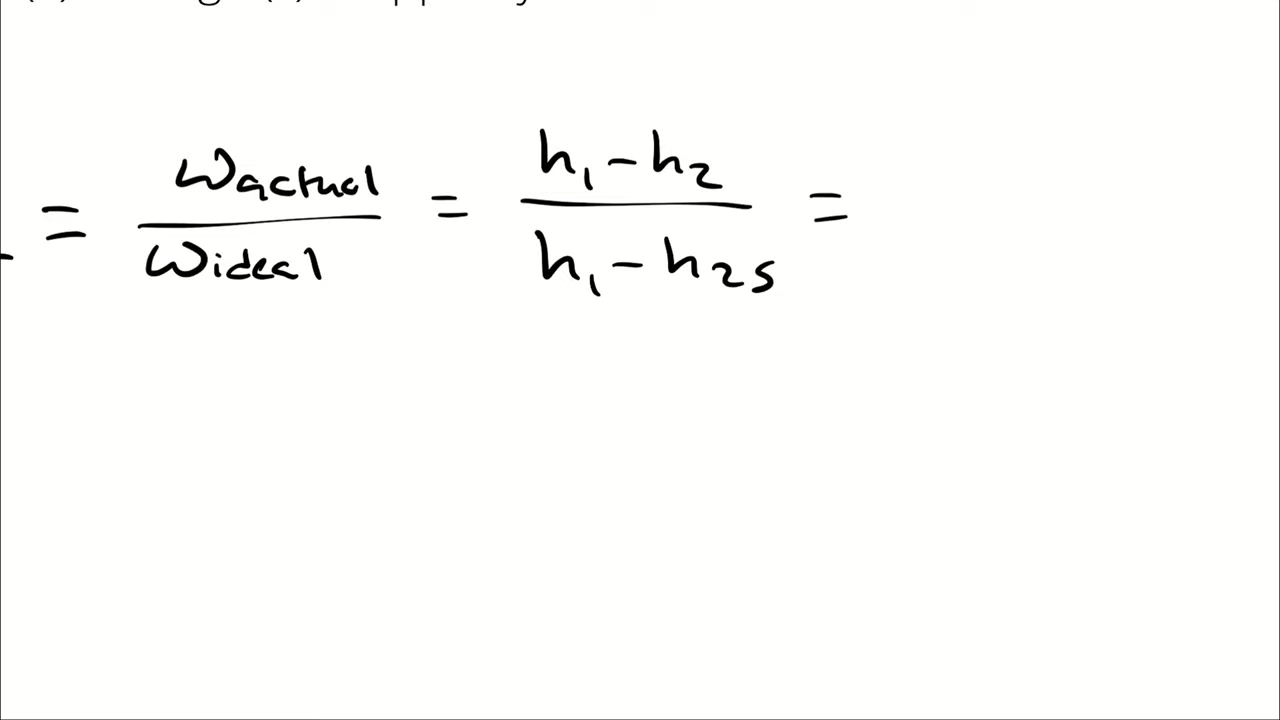 = Wactual / Wideal = h₁ - h₂ / h₁ - h₂s =